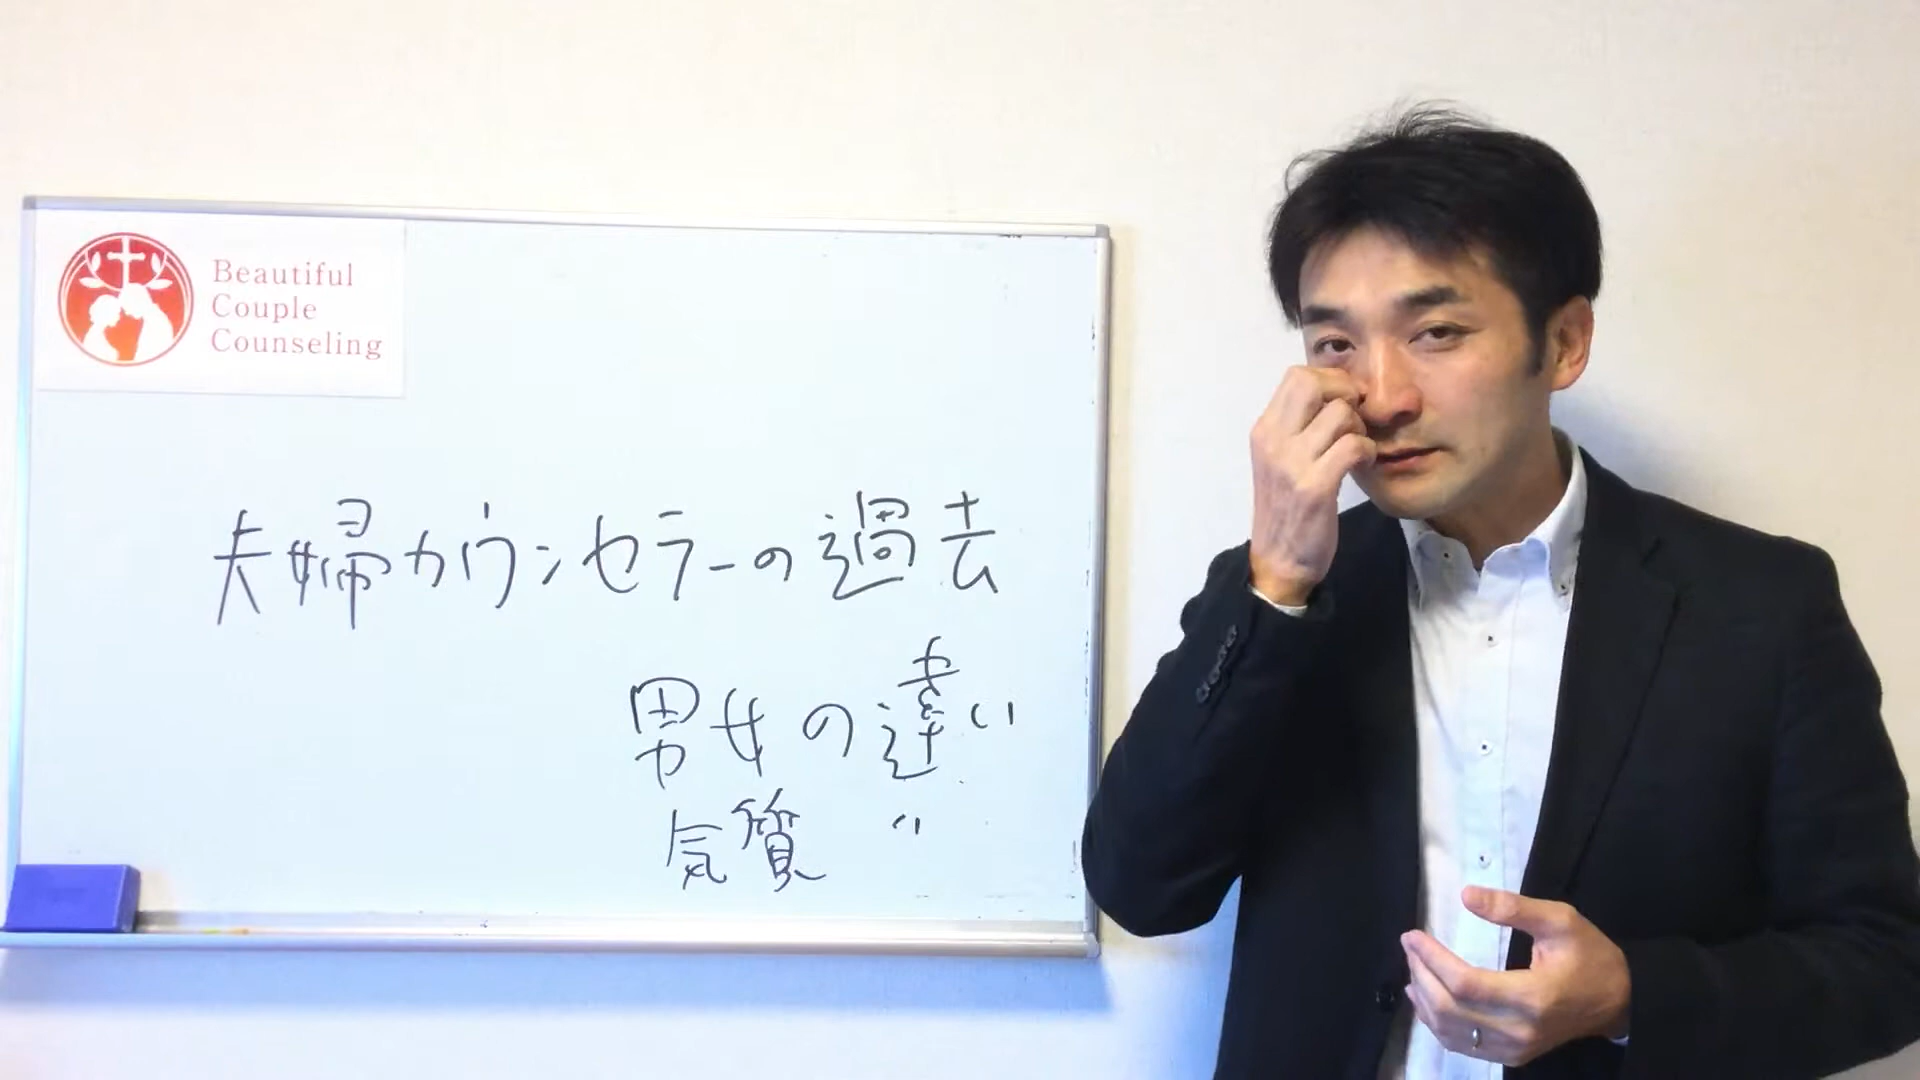 Beautiful
Couple
Counseling
夫婦カウンセラーの過去
男女の違い
気質 〃